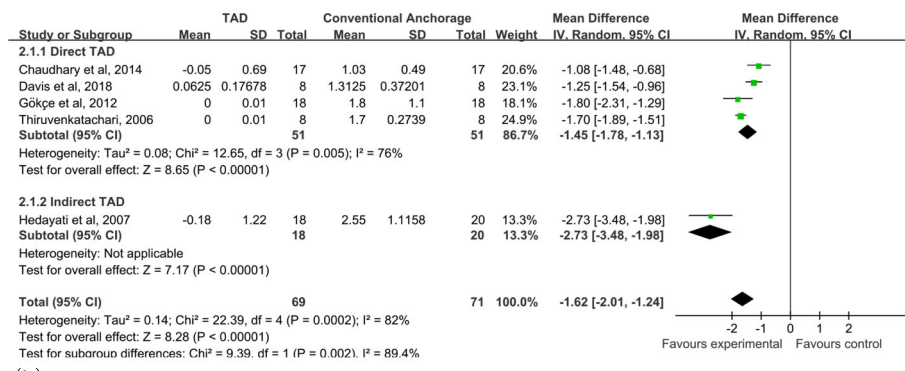 TAD Conventional Anchorage Mean Difference Mean Difference
Study or Subgroup Mean SD Total Mean SD Total Weight IV, Random, 95% CI IV, Random, 95% CI
2.1.1 Direct TAD
Chaudhary et al, 2014 -0.05 0.69 17 1.03 0.49 17 20.6% -1.08 [-1.48, -0.68]
Davis et al, 2018 0.0625 0.17678 8 1.3125 0.37201 8 23.1% -1.25 [-1.54, -0.96]
Gökçe et al, 2012 0 0.01 18 1.8 1.1 18 18.1% -1.80 [-2.31, -1.29]
Thiruvenkatachari, 2006 0 0.01 8 1.7 0.2739 8 24.9% -1.70 [-1.89, -1.51]
Subtotal (95% CI) 51 51 86.7% -1.45 [-1.78, -1.13]
Heterogeneity: Tau² = 0.08; Chi² = 12.65, df = 3 (P = 0.005); I² = 76%
Test for overall effect: Z = 8.65 (P < 0.00001)
2.1.2 Indirect TAD
Hedayati et al, 2007 -0.18 1.22 18 2.55 1.1158 20 13.3% -2.73 [-3.48, -1.98]
Subtotal (95% CI) 18 20 13.3% -2.73 [-3.48, -1.98]
Heterogeneity: Not applicable
Test for overall effect: Z = 7.17 (P < 0.00001)
Total (95% CI) 69 71 100.0% -1.62 [-2.01, -1.24]
Heterogeneity: Tau² = 0.14; Chi² = 22.39, df = 4 (P = 0.0002); I² = 82%
Test for overall effect: Z = 8.28 (P < 0.00001)
Test for subgroup differences: Chi² = 9.39, df = 1 (P = 0.002), I² = 89.4%
-2 -1 0 1 2
Favours experimental Favours control